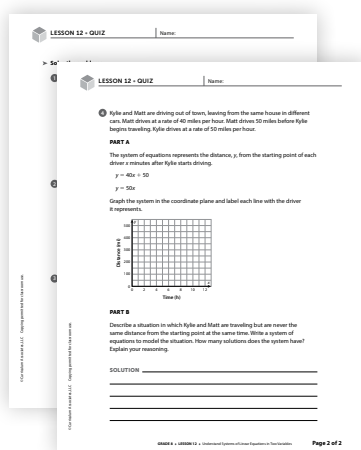 LESSON 12 • QUIZ Name:
1
2
3
LESSON 12 • QUIZ Name:
4 Kylie and Matt are driving out of town, leaving from the same house in different
cars. Matt drives at a rate of 40 miles per hour. Matt drives 50 miles before Kylie
begins traveling. Kylie drives at a rate of 50 miles per hour.
PART A
The system of equations represents the distance, y, from the starting point of each
driver x minutes after Kylie starts driving.
y = 40x + 50
y = 50x
Graph the system in the coordinate plane and label each line with the driver
it represents.
Distance (mi)
500
400
300
200
100
0
0 2 4 6 8 10 12
Time (h)
PART B
Describe a situation in which Kylie and Matt are traveling but are never the
same distance from the starting point at the same time. Write a system of
equations to model the situation. How many solutions does the system have?
Explain your reasoning.
SOLUTION
GRADE 8 • LESSON 12 • Understand Systems of Linear Equations in Two Variables Page 2 of 2